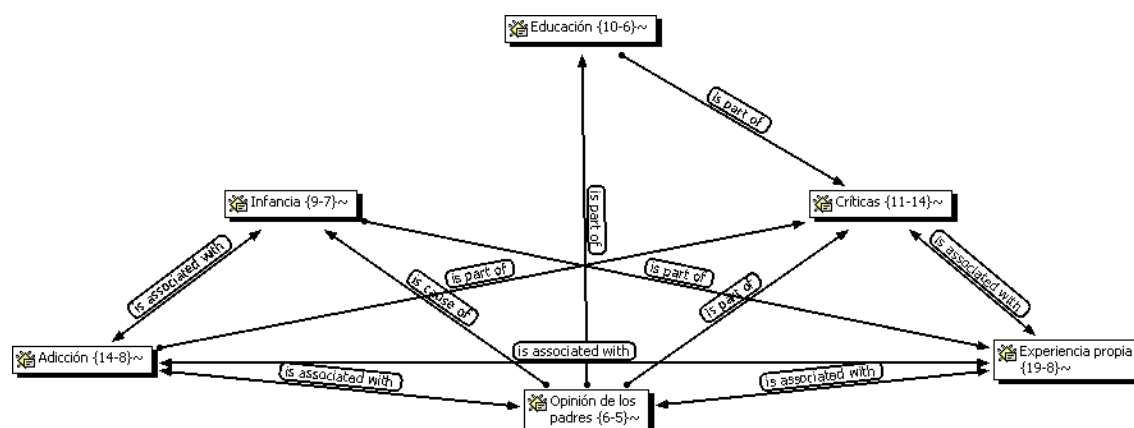 Educación {10-6}~
is part of
Infancia {9-7}~
Críticas {11-14}~
is part of
is associated with
is part of
is cause of
is part of
is part of
is associated with
Adicción {14-8}~
is associated with
Experiencia propia
{19-8}~
is associated with
is associated with
Opinión de los
padres {6-5}~